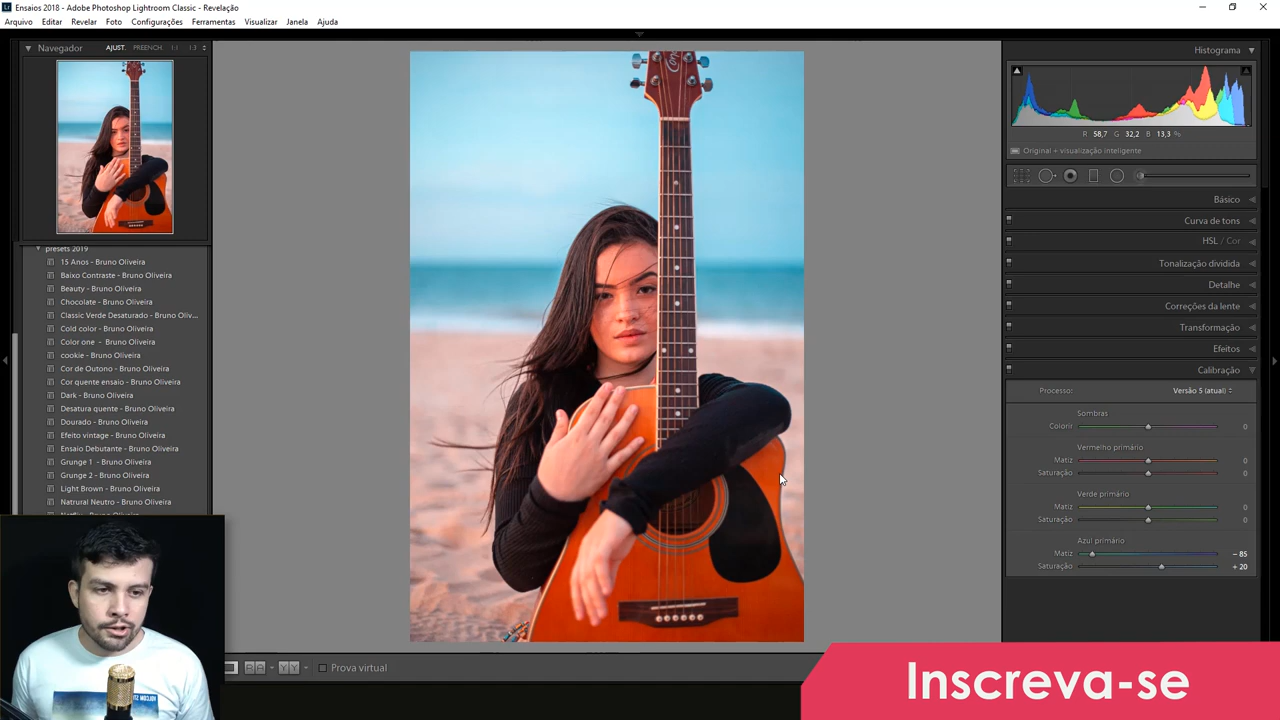 Ensaios 2018 - Adobe Photoshop Lightroom Classic - Revelação
Arquivo Editar Revelar Foto Configurações Ferramentas Visualizar Janela Ajuda
Navegador AJUST. PREENCH. 1:1 1:3
presets 2019
15 Anos - Bruno Oliveira
Baixo Contraste - Bruno Oliveira
Beauty - Bruno Oliveira
Chocolate - Bruno Oliveira
Classic Verde Desaturado - Bruno Oliv...
Cold color - Bruno Oliveira
Color one - Bruno Oliveira
cookie - Bruno Oliveira
Cor de Outono - Bruno Oliveira
Cor quente ensaio - Bruno Oliveira
Dark - Bruno Oliveira
Desatura quente - Bruno Oliveira
Dourado - Bruno Oliveira
Efeito vintage - Bruno Oliveira
Ensaio Debutante - Bruno Oliveira
Grunge 1 - Bruno Oliveira
Grunge 2 - Bruno Oliveira
Light Brown - Bruno Oliveira
Natrural Neutro - Bruno Oliveira
Prova virtual
Histograma
R 58,7 G 32,2 B 13,3 %
Original + visualização inteligente
Básico
Curva de tons
HSL / Cor
Tonalização dividida
Detalhe
Correções da lente
Transformação
Efeitos
Calibração
Processo: Versão 5 (atual)
Sombras
Colorir 0
Vermelho primário
Matiz 0
Saturação 0
Verde primário
Matiz 0
Saturação 0
Azul primário
Matiz - 85
Saturação + 20
Inscreva-se